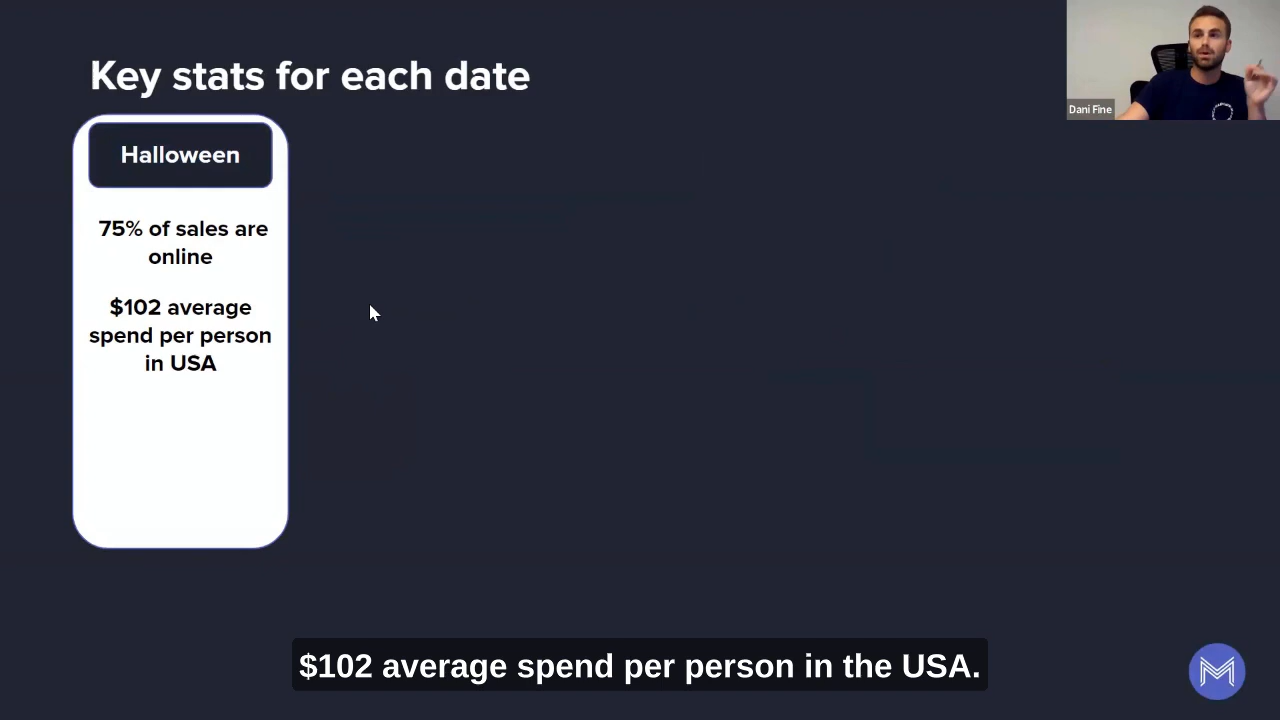 Key stats for each date
Dani Fine
Halloween
75% of sales are
online
$102 average
spend per person
in USA
$102 average spend per person in the USA.